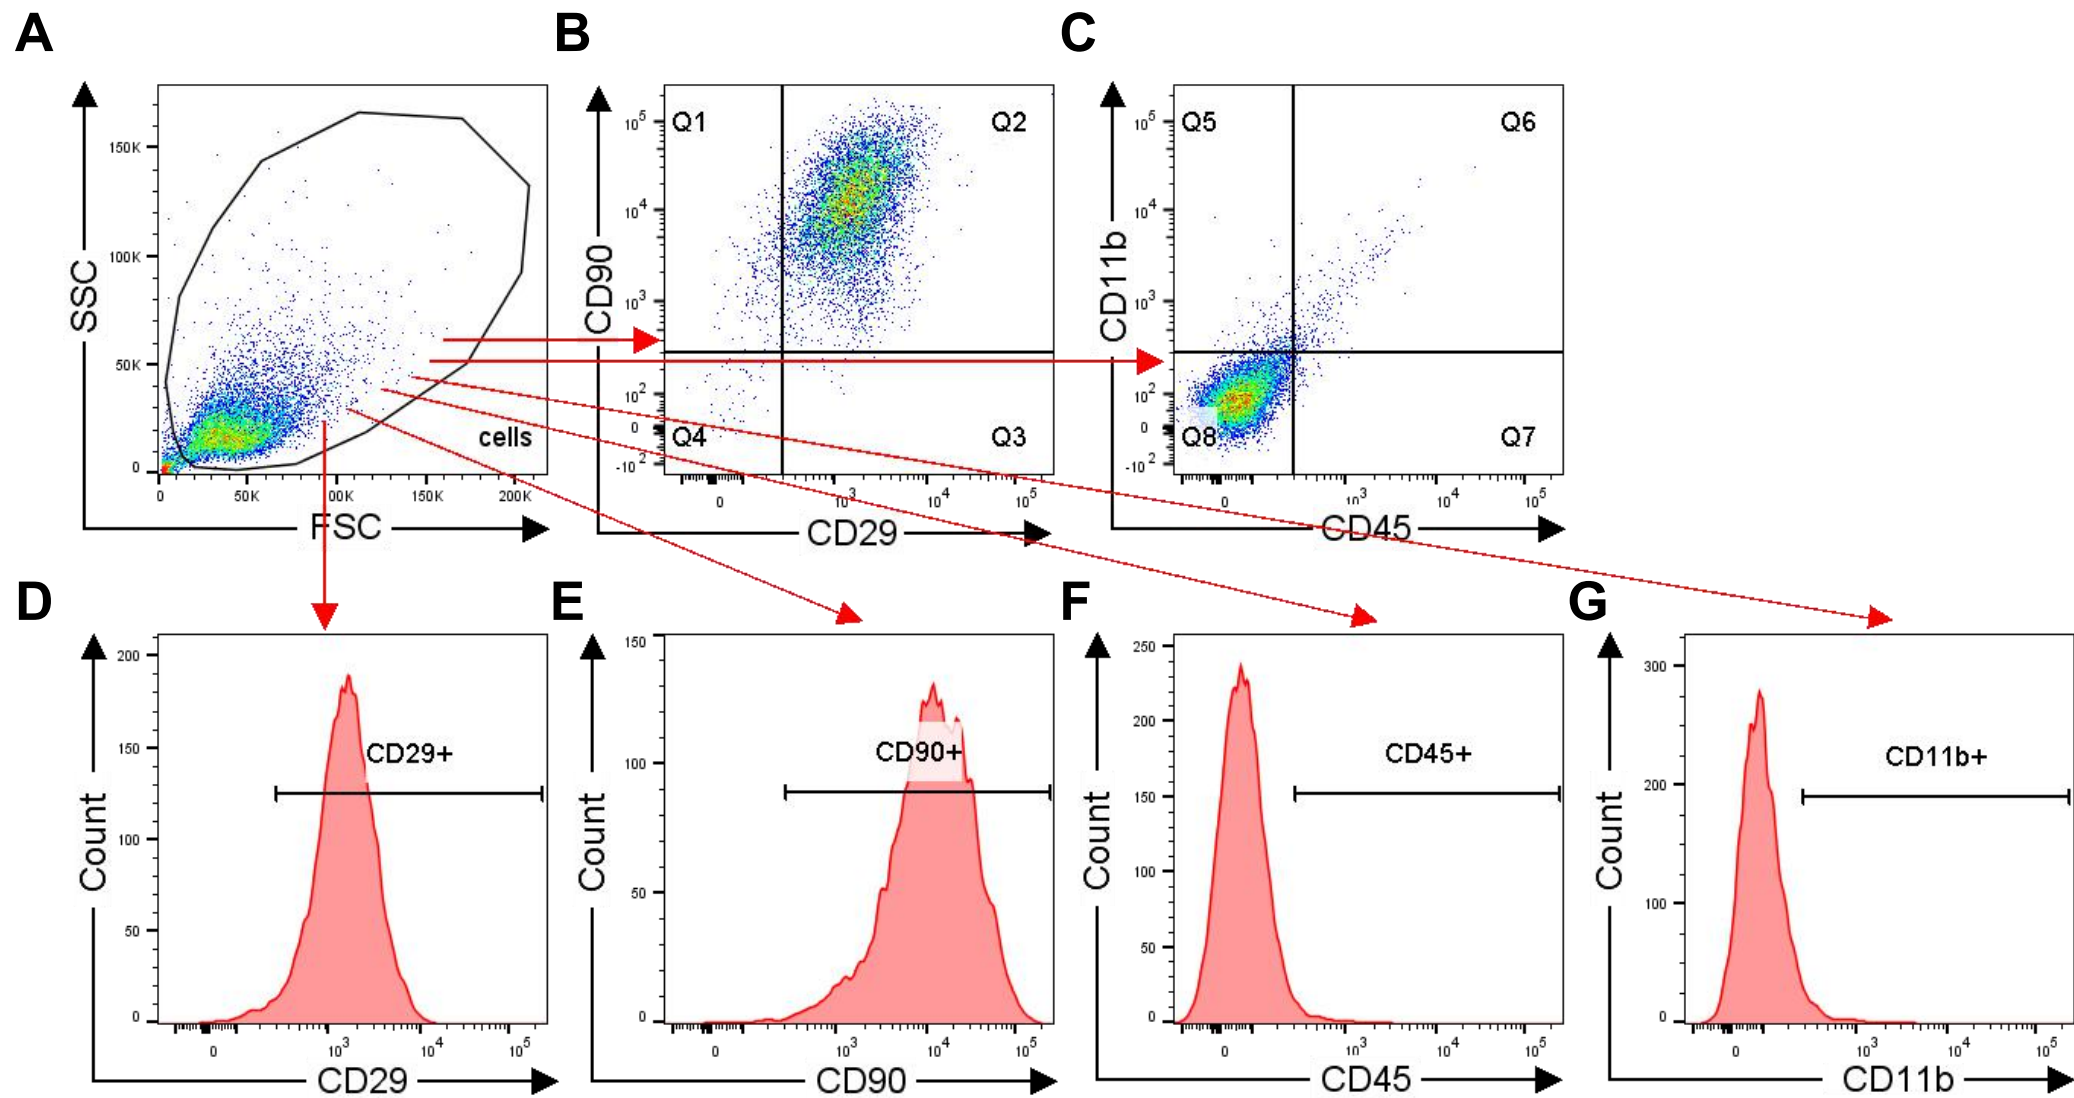 A
B
C
SSC
150K
100K
50K
0
cells
0
50K
00K
150K
200K
FSC
CD90
10^5
10^4
10^3
10^2
0
-10^2
Q1
Q2
Q4
Q3
0
10^3
10^4
10^5
CD29
CD11b
10^5
10^4
10^3
10^2
0
-10^2
Q5
Q6
Q8
Q7
0
10^3
10^4
10^5
CD45
D
E
F
G
Count
200
150
100
50
0
CD29+
0
10^3
10^4
10^5
CD29
Count
150
100
50
0
CD90+
0
10^3
10^4
10^5
CD90
Count
250
200
150
100
50
0
CD45+
0
10^3
10^4
10^5
CD45
Count
300
200
100
0
CD11b+
0
10^3
10^4
10^5
CD11b